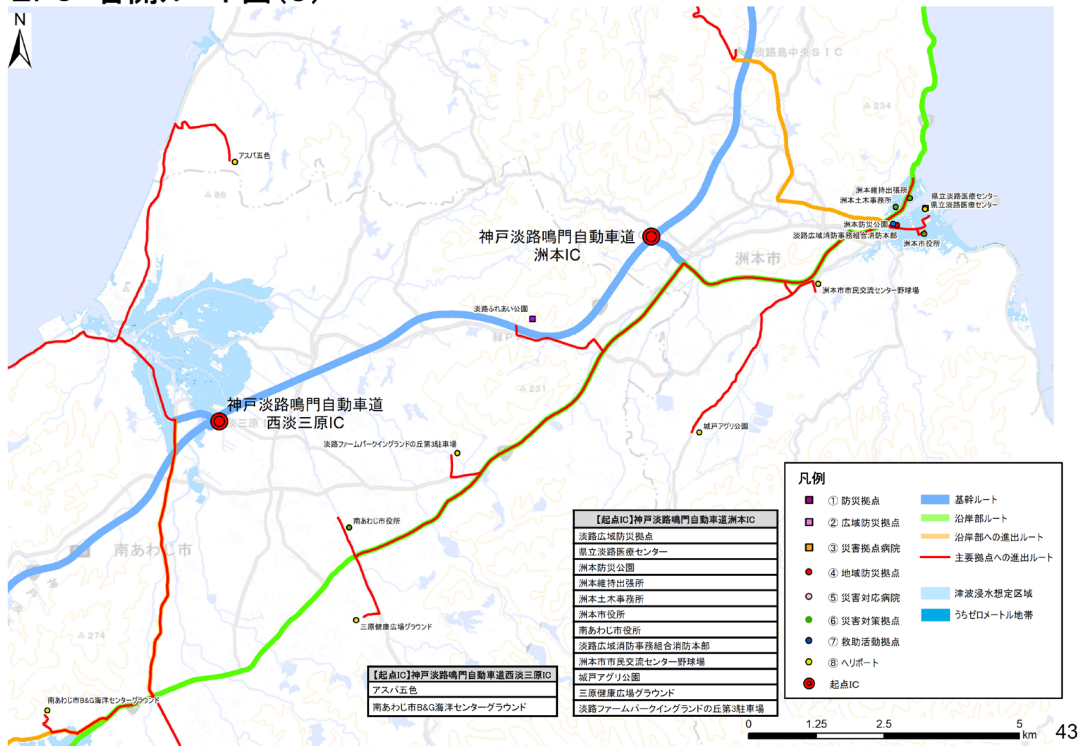 N
淡路島中央SIC
234
アスパ五色
86
洲本維持出張所
洲本土木事務所
県立淡路医療センター
県立淡路医療センター
洲本防災公園
淡路広域消防事務組合消防本部
洲本市役所
神戸淡路鳴門自動車道
洲本IC
洲本市
洲本市市民交流センター野球場
淡路ふれあい公園
231
神戸淡路鳴門自動車道
西淡三原IC
城戸アグリ公園
淡路ファームパークイングランドの丘第3駐車場
南あわじ市役所
南あわじ市
三原健康広場グラウンド
274
南あわじ市B&G海洋センターグラウンド
【起点IC】神戸淡路鳴門自動車道西淡三原IC
アスパ五色
南あわじ市B&G海洋センターグラウンド
【起点IC】神戸淡路鳴門自動車道洲本IC
淡路広域防災拠点
県立淡路医療センター
洲本防災公園
洲本維持出張所
洲本土木事務所
洲本市役所
南あわじ市役所
淡路広域消防事務組合消防本部
洲本市市民交流センター野球場
城戸アグリ公園
三原健康広場グラウンド
淡路ファームパークイングランドの丘第3駐車場
凡例
① 防災拠点
② 広域防災拠点
③ 災害拠点病院
④ 地域防災拠点
⑤ 災害対応病院
⑥ 災害対策拠点
⑦ 救助活動拠点
⑧ ヘリポート
起点IC
基幹ルート
沿岸部ルート
沿岸部への進出ルート
主要拠点への進出ルート
津波浸水想定区域
うちゼロメートル地帯
0 1.25 2.5 5
km
43